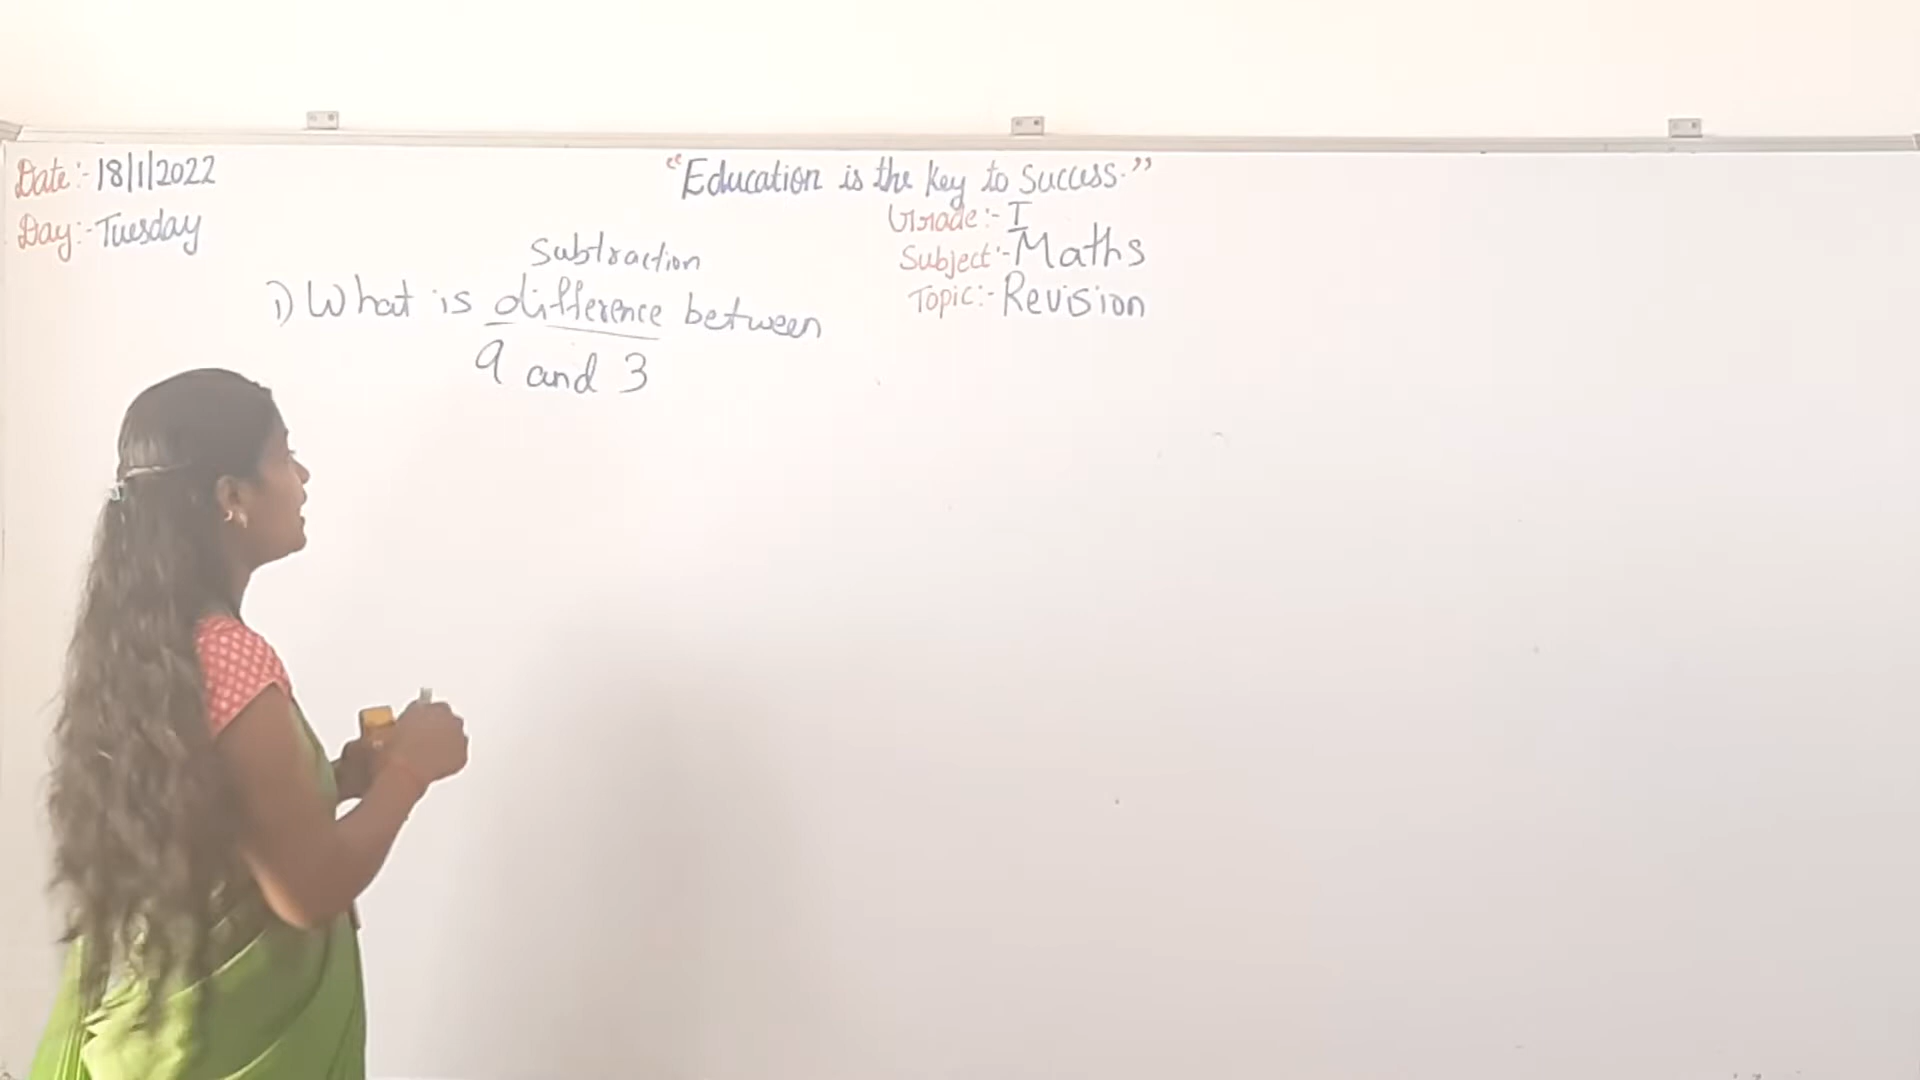 Date:- 18/1/2022
Day:- Tuesday
"Education is the key to Success."
Grade:- I
Subject:- Maths
Topic:- Revision
Subtraction
1) What is difference between
9 and 3